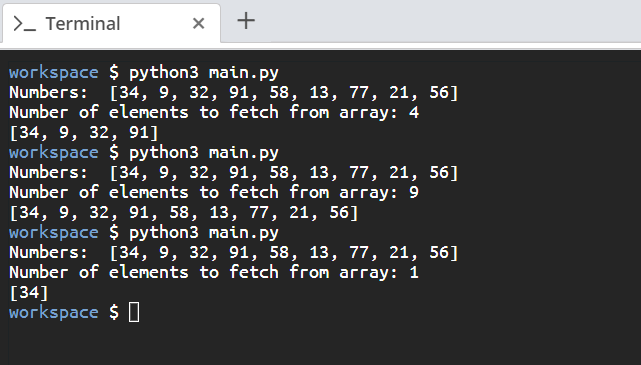 >_ Terminal × +
workspace $ python3 main.py
Numbers:  [34, 9, 32, 91, 58, 13, 77, 21, 56]
Number of elements to fetch from array: 4
[34, 9, 32, 91]
workspace $ python3 main.py
Numbers:  [34, 9, 32, 91, 58, 13, 77, 21, 56]
Number of elements to fetch from array: 9
[34, 9, 32, 91, 58, 13, 77, 21, 56]
workspace $ python3 main.py
Numbers:  [34, 9, 32, 91, 58, 13, 77, 21, 56]
Number of elements to fetch from array: 1
[34]
workspace $